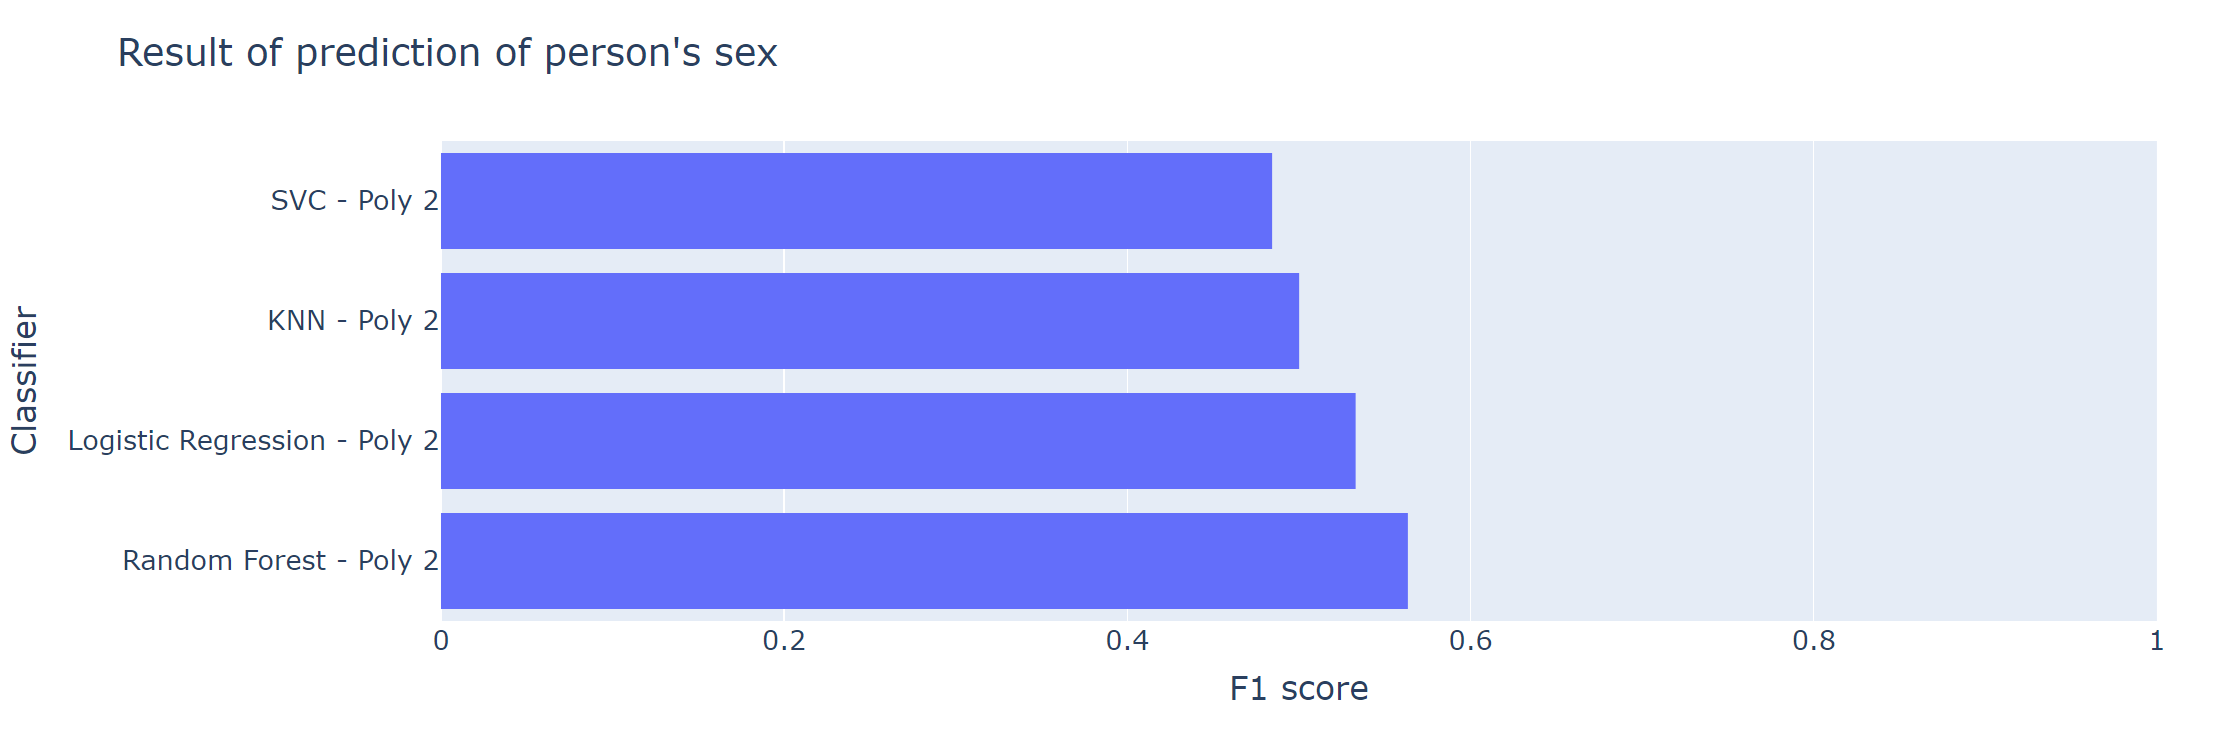 Result of prediction of person's sex
Classifier
SVC - Poly 2
KNN - Poly 2
Logistic Regression - Poly 2
Random Forest - Poly 2
0 0.2 0.4 0.6 0.8 1
F1 score